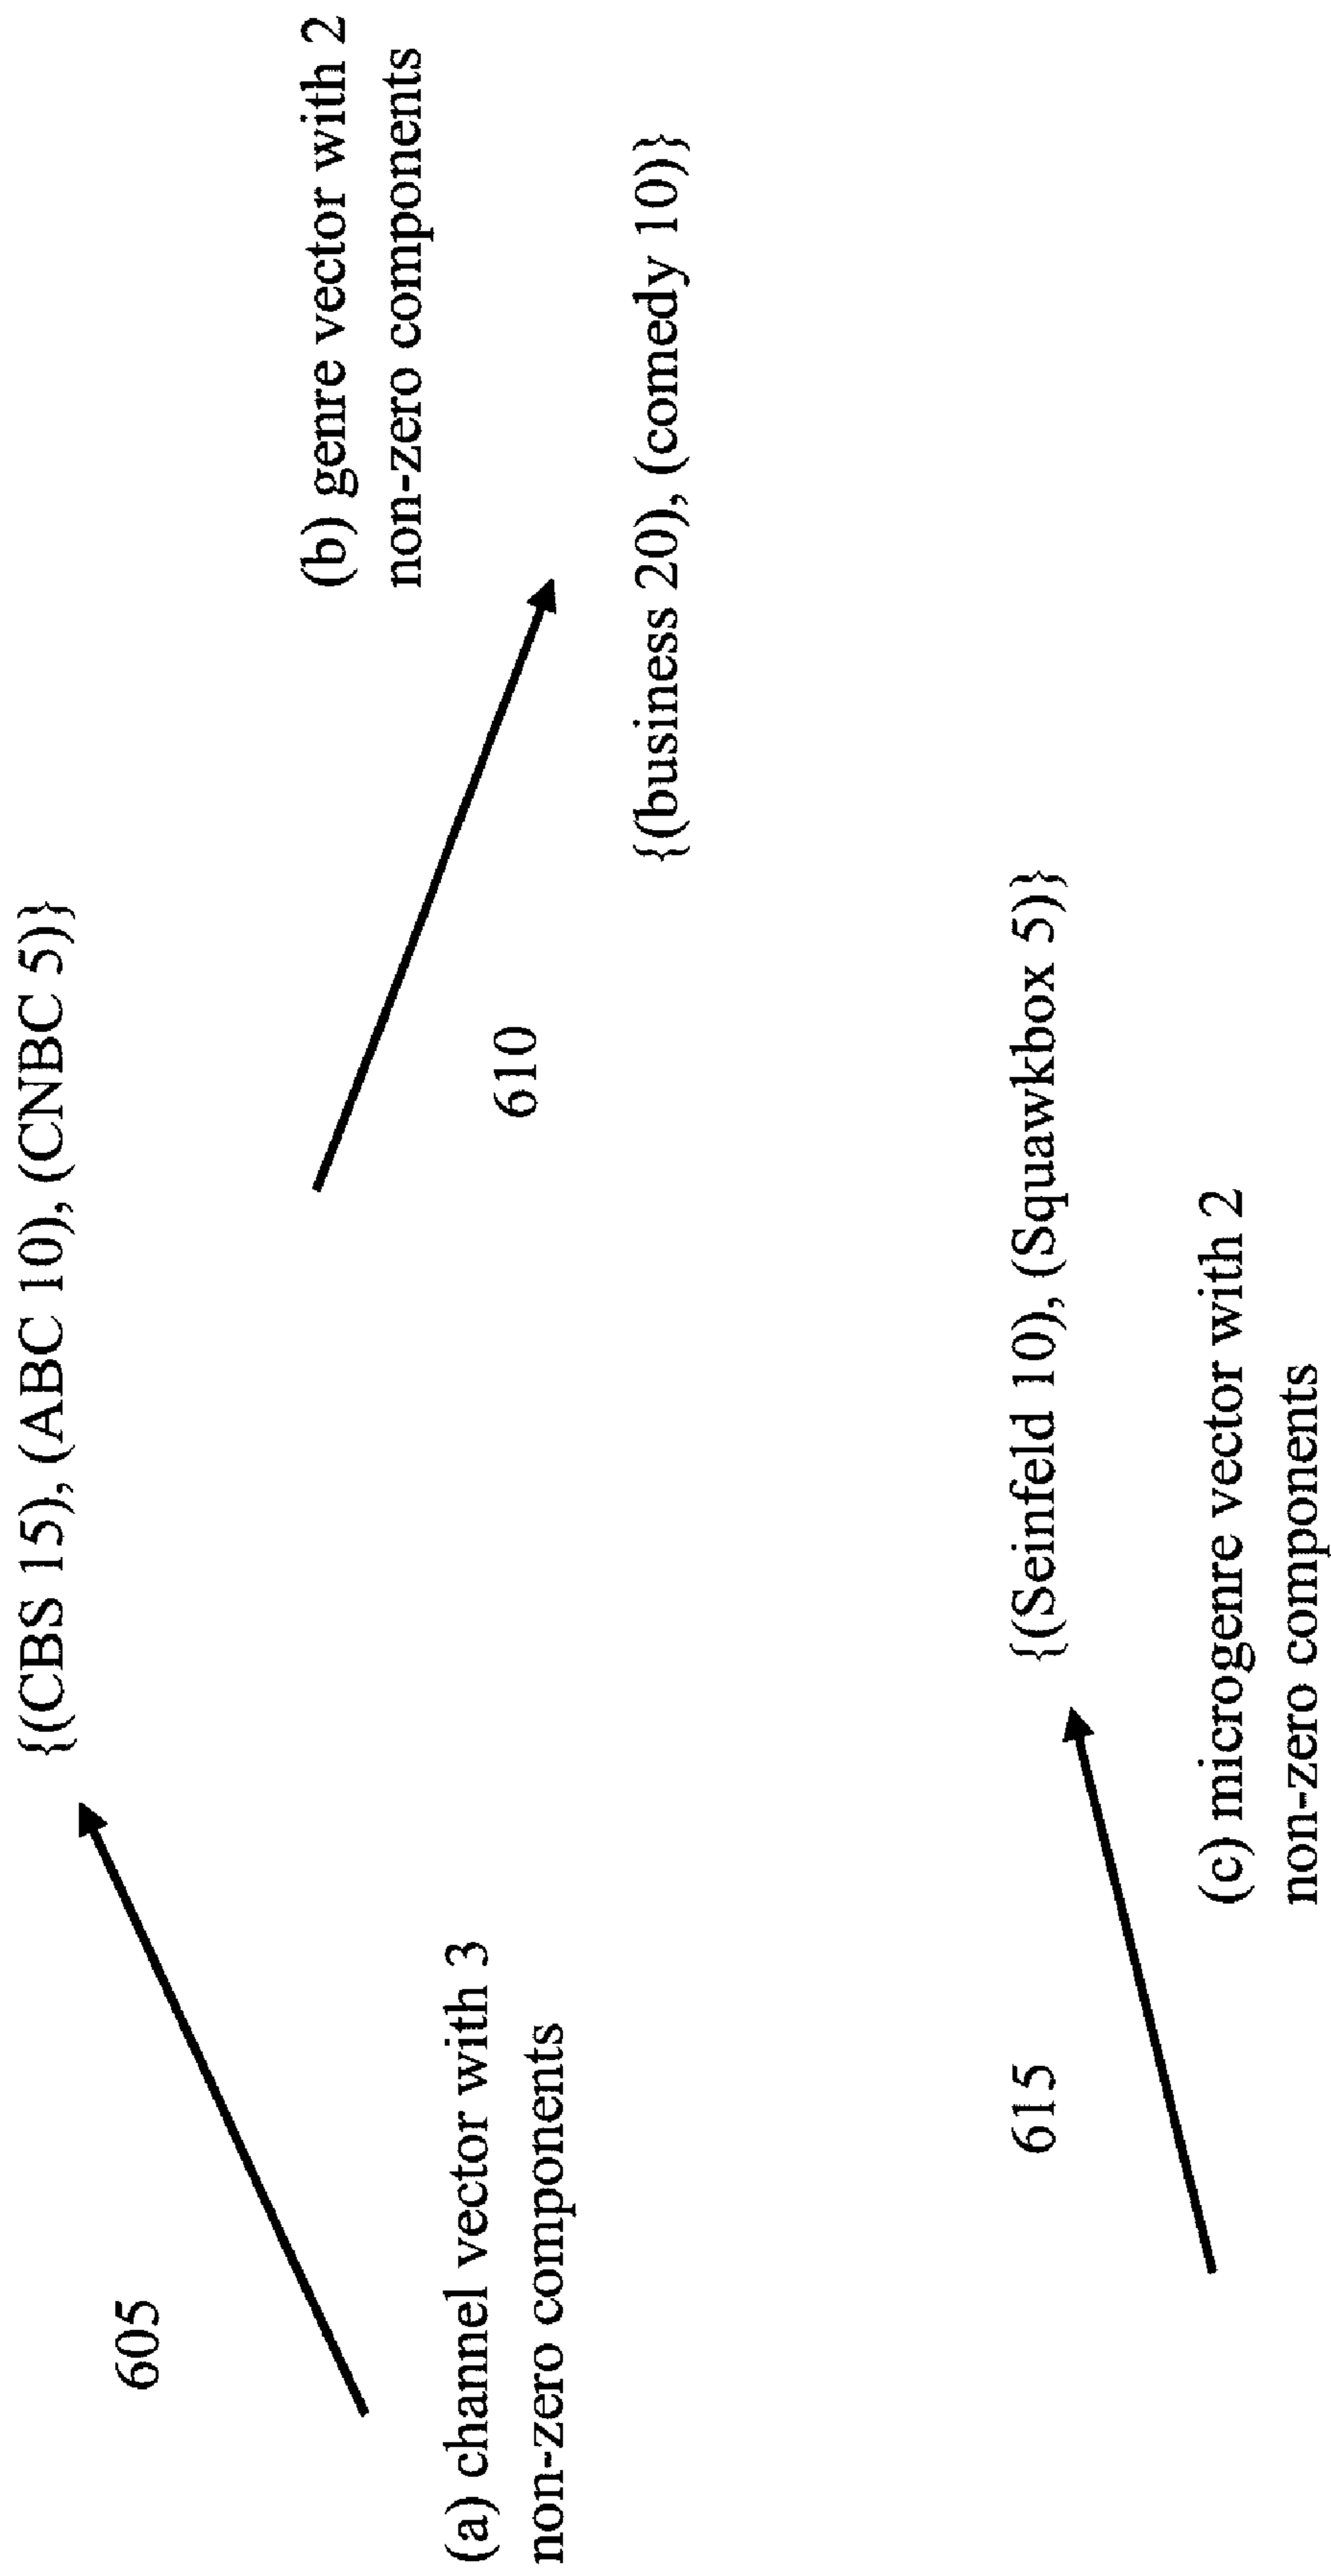 {(CBS 15), (ABC 10), (CNBC 5)}
605
(b) genre vector with 2
non-zero components
(a) channel vector with 3
non-zero components
610
{(business 20), (comedy 10)}
{(Seinfeld 10), (Squawkbox 5)}
615
(c) microgenre vector with 2
non-zero components